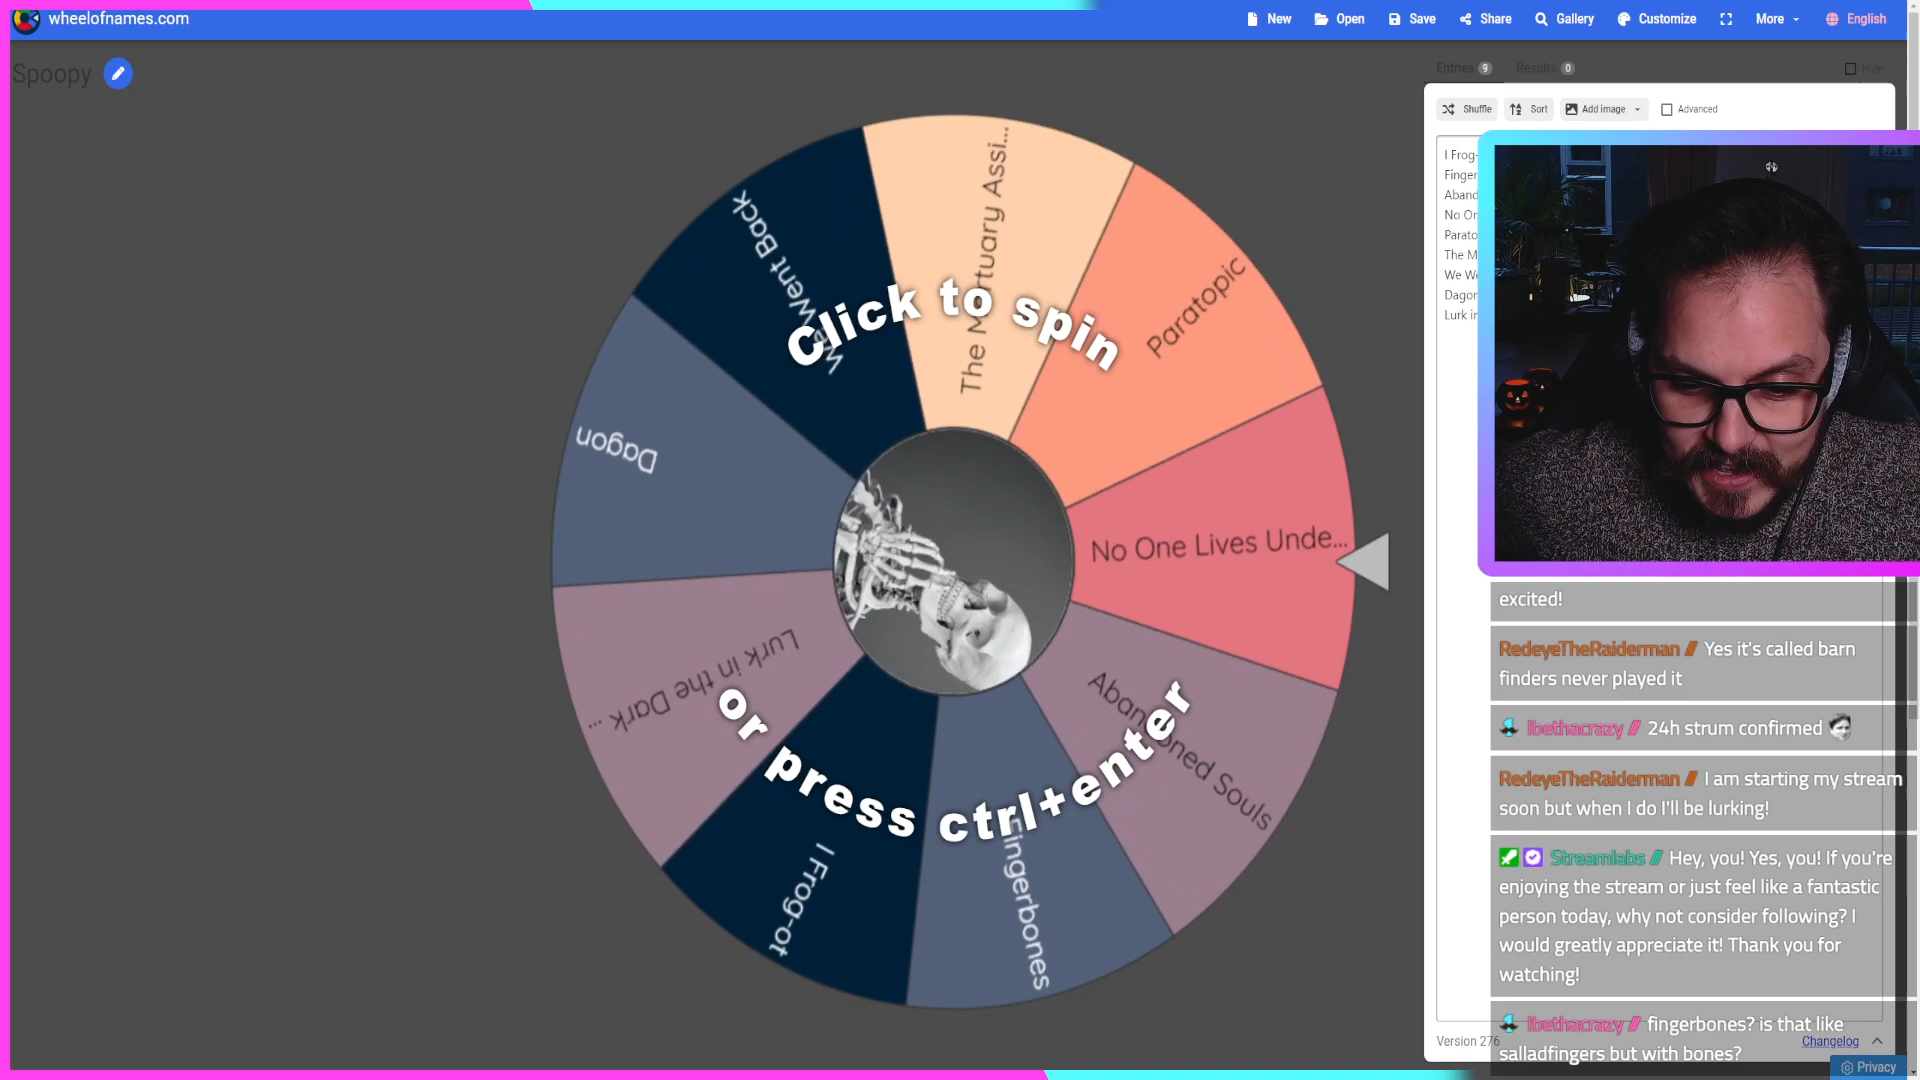 wheelofnames.com
New
Open
Save
Share
Gallery
Customize
More
English
Spoopy
Entries 9
Results 0
Hide
Shuffle
Sort
Add image
Advanced
I Frog-
Finger
Aband
No On
Parato
The M
We We
Dagon
Lurk in
Click to spin
or press ctrl+enter
We Went Back
The Mortuary Assi...
Paratopic
No One Lives Unde...
Abandoned Souls
Fingerbones
I Frog-ot
Lurk in the Dark ...
Dagon
excited!
RedeyeTheRaiderman // Yes it's called barn
finders never played it
lbethacrazy // 24h strum confirmed
RedeyeTheRaiderman // I am starting my stream
soon but when I do I'll be lurking!
Streamlabs // Hey, you! Yes, you! If you're
enjoying the stream or just feel like a fantastic
person today, why not consider following? I
would greatly appreciate it! Thank you for
watching!
lbethacrazy // fingerbones? is that like
salladfingers but with bones?
Version 276
Changelog
Privacy